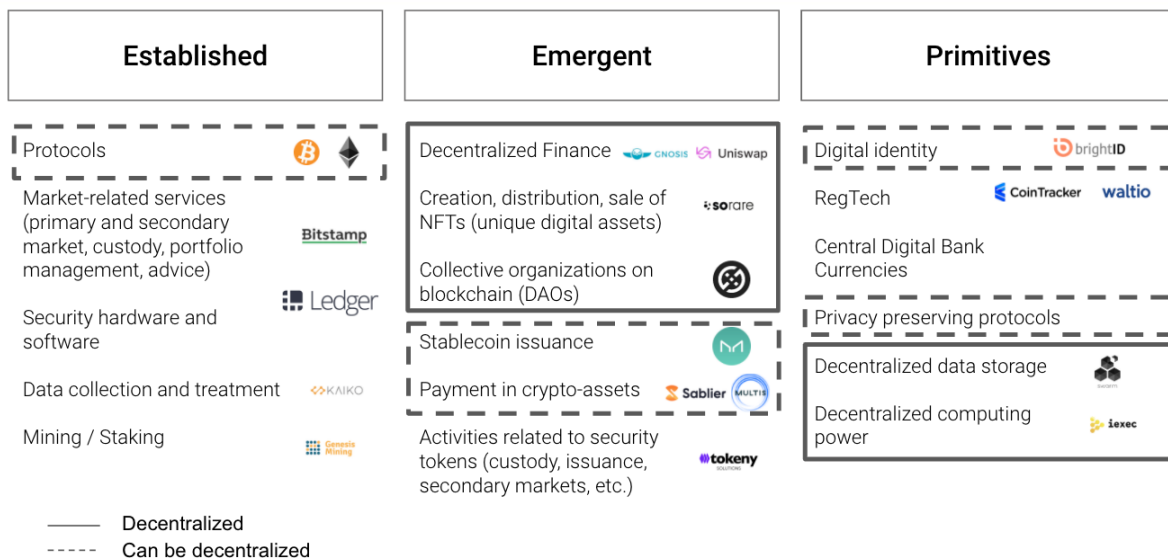 Established
Protocols
Market-related services
(primary and secondary
market, custody, portfolio
management, advice)
Bitstamp
Ledger
Security hardware and
software
Data collection and treatment
KAIKO
Mining / Staking
Genesis
Mining
Emergent
Decentralized Finance
GNOSIS
Uniswap
Creation, distribution, sale of
NFTs (unique digital assets)
sorare
Collective organizations on
blockchain (DAOs)
Stablecoin issuance
Payment in crypto-assets
Sablier
MULTIS
Activities related to security
tokens (custody, issuance,
secondary markets, etc.)
tokeny
SOLUTIONS
Primitives
Digital identity
brightID
RegTech
CoinTracker
waltio
Central Digital Bank
Currencies
Privacy preserving protocols
Decentralized data storage
Decentralized computing
power
iexec
Decentralized
Can be decentralized